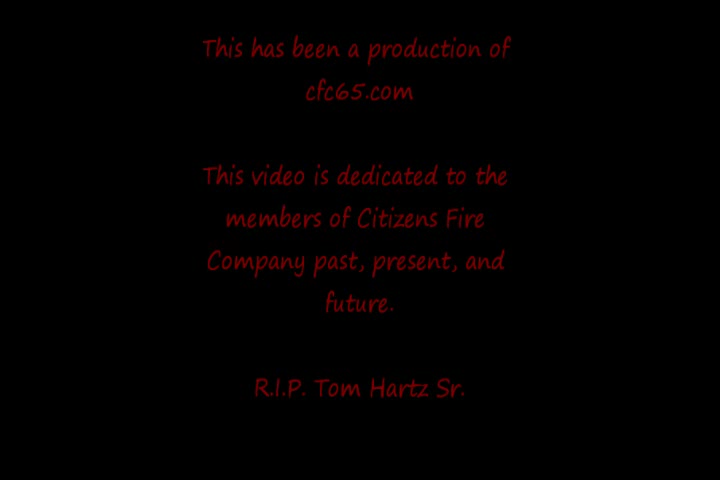 This has been a production of
cfc65.com
This video is dedicated to the
members of Citizens Fire
Company past, present, and
future.
R.I.P. Tom Hartz Sr.